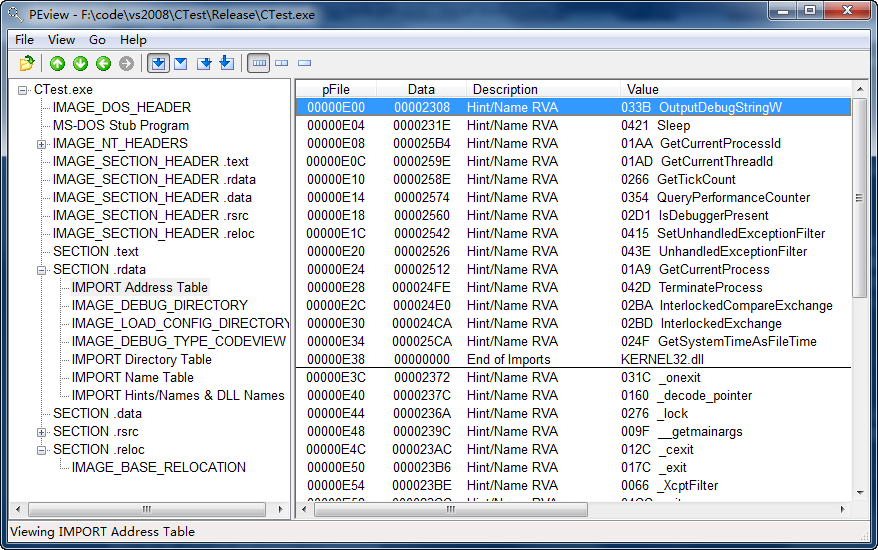 PEview - F:\code\vs2008\CTest\Release\CTest.exe
File View Go Help
CTest.exe
IMAGE_DOS_HEADER
MS-DOS Stub Program
IMAGE_NT_HEADERS
IMAGE_SECTION_HEADER .text
IMAGE_SECTION_HEADER .rdata
IMAGE_SECTION_HEADER .data
IMAGE_SECTION_HEADER .rsrc
IMAGE_SECTION_HEADER .reloc
SECTION .text
SECTION .rdata
IMPORT Address Table
IMAGE_DEBUG_DIRECTORY
IMAGE_LOAD_CONFIG_DIRECTORY
IMAGE_DEBUG_TYPE_CODEVIEW
IMPORT Directory Table
IMPORT Name Table
IMPORT Hints/Names & DLL Names
SECTION .data
SECTION .rsrc
SECTION .reloc
IMAGE_BASE_RELOCATION
pFile Data Description Value
00000E00 00002308 Hint/Name RVA 033B OutputDebugStringW
00000E04 0000231E Hint/Name RVA 0421 Sleep
00000E08 000025B4 Hint/Name RVA 01AA GetCurrentProcessId
00000E0C 0000259E Hint/Name RVA 01AD GetCurrentThreadId
00000E10 0000258E Hint/Name RVA 0266 GetTickCount
00000E14 00002574 Hint/Name RVA 0354 QueryPerformanceCounter
00000E18 00002560 Hint/Name RVA 02D1 IsDebuggerPresent
00000E1C 00002542 Hint/Name RVA 0415 SetUnhandledExceptionFilter
00000E20 00002526 Hint/Name RVA 043E UnhandledExceptionFilter
00000E24 00002512 Hint/Name RVA 01A9 GetCurrentProcess
00000E28 000024FE Hint/Name RVA 042D TerminateProcess
00000E2C 000024E0 Hint/Name RVA 02BA InterlockedCompareExchange
00000E30 000024CA Hint/Name RVA 02BD InterlockedExchange
00000E34 000025CA Hint/Name RVA 024F GetSystemTimeAsFileTime
00000E38 00000000 End of Imports KERNEL32.dll
00000E3C 00002372 Hint/Name RVA 031C _onexit
00000E40 0000237C Hint/Name RVA 0160 _decode_pointer
00000E44 0000236A Hint/Name RVA 0276 _lock
00000E48 0000239C Hint/Name RVA 009F __getmainargs
00000E4C 000023AC Hint/Name RVA 012C _cexit
00000E50 000023B6 Hint/Name RVA 017C _exit
00000E54 000023BE Hint/Name RVA 0066 _XcptFilter
Viewing IMPORT Address Table